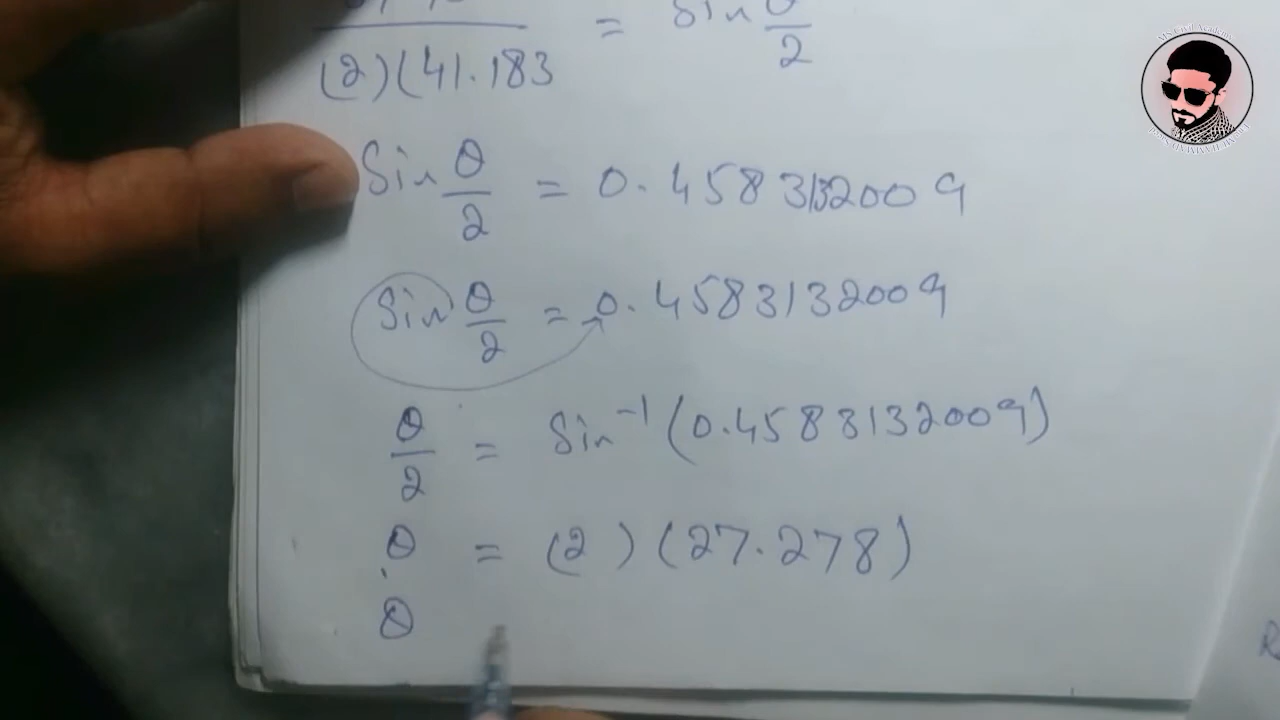 (2)(41.183 = Sin θ/2
Sin θ/2 = 0.4583132009
Sin θ/2 = 0.4583132009
θ/2 = Sin⁻¹(0.4583132009)
θ = (2)(27.278)
θ